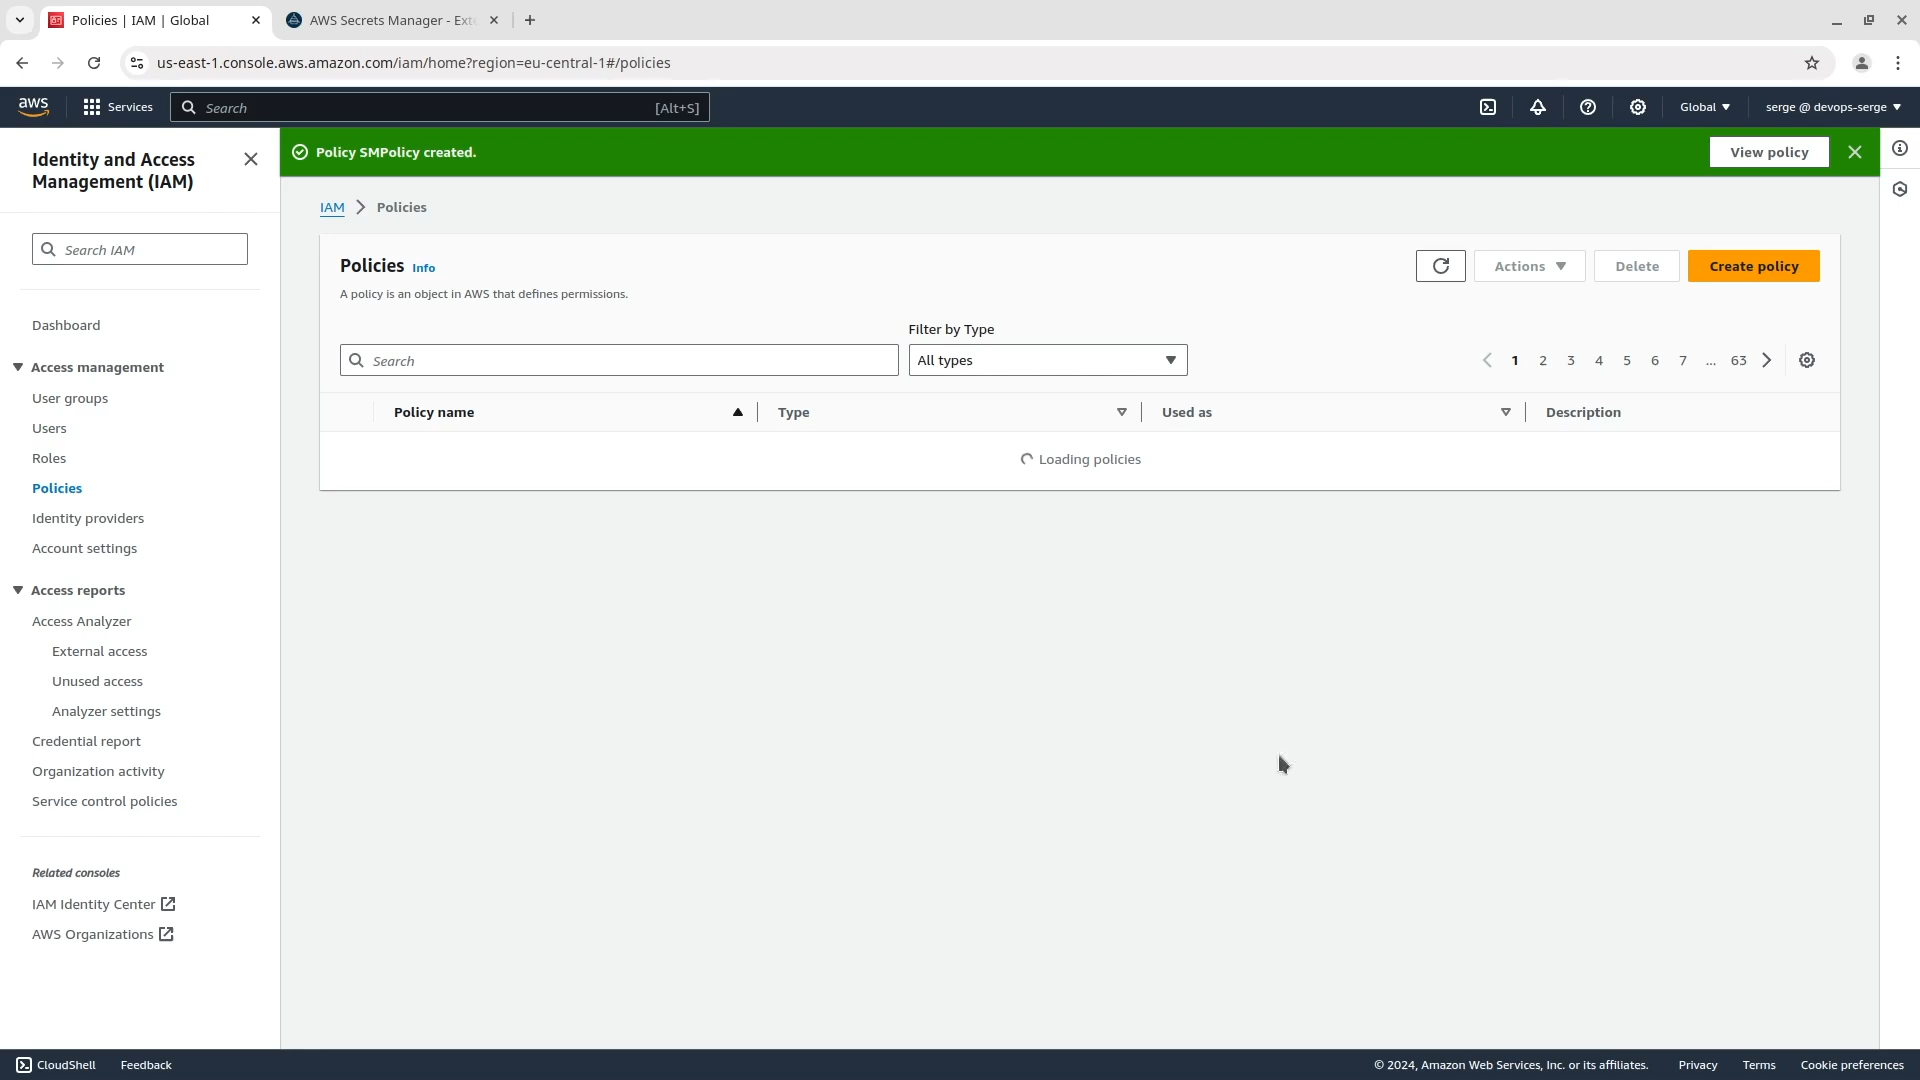 Policies | IAM | Global
AWS Secrets Manager - Ext
us-east-1.console.aws.amazon.com/iam/home?region=eu-central-1#/policies
aws
Services
Search
[Alt+S]
Global
serge @ devops-serge
Identity and Access
Management (IAM)
Search IAM
Dashboard
Access management
User groups
Users
Roles
Policies
Identity providers
Account settings
Access reports
Access Analyzer
External access
Unused access
Analyzer settings
Credential report
Organization activity
Service control policies
Related consoles
IAM Identity Center
AWS Organizations
Policy SMPolicy created.
View policy
IAM
Policies
Policies Info
A policy is an object in AWS that defines permissions.
Actions
Delete
Create policy
Filter by Type
Search
All types
1 2 3 4 5 6 7 ... 63
Policy name
Type
Used as
Description
Loading policies
CloudShell
Feedback
© 2024, Amazon Web Services, Inc. or its affiliates.
Privacy
Terms
Cookie preferences